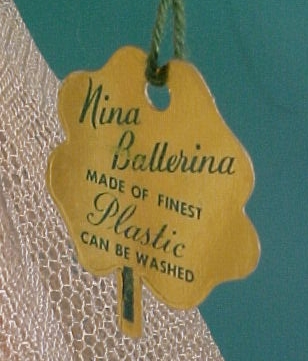 Nina
Ballerina
MADE OF FINEST
Plastic
CAN BE WASHED